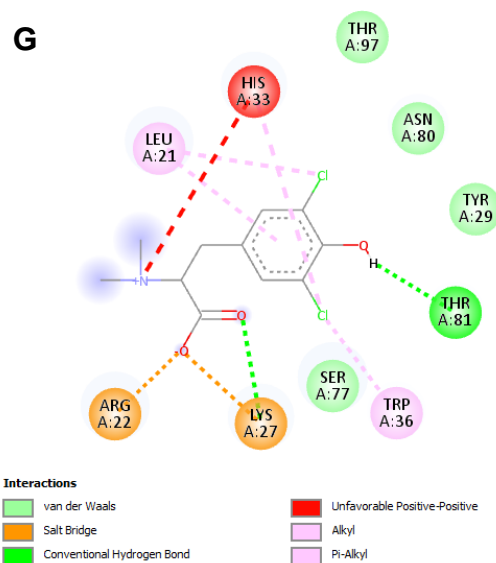 G
THR
A:97
HIS
A:33
ASN
A:80
LEU
A:21
Cl
TYR
A:29
O
H
N
+
Cl
THR
A:81
O
O
-
SER
A:77
TRP
A:36
ARG
A:22
LYS
A:27
Interactions
van der Waals
Salt Bridge
Conventional Hydrogen Bond
Unfavorable Positive-Positive
Alkyl
Pi-Alkyl